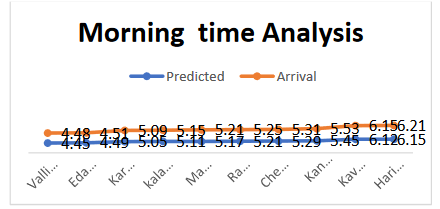 Morning time Analysis
Predicted Arrival
4.48 4.51 5.09 5.15 5.21 5.25 5.31 5.53 6.15 6.21
4.45 4.49 5.05 5.11 5.17 5.21 5.29 5.45 6.12 6.15
Valli... Eda... Kar... kala... Ma... Ra... Che... Kan... Kav... Hari...